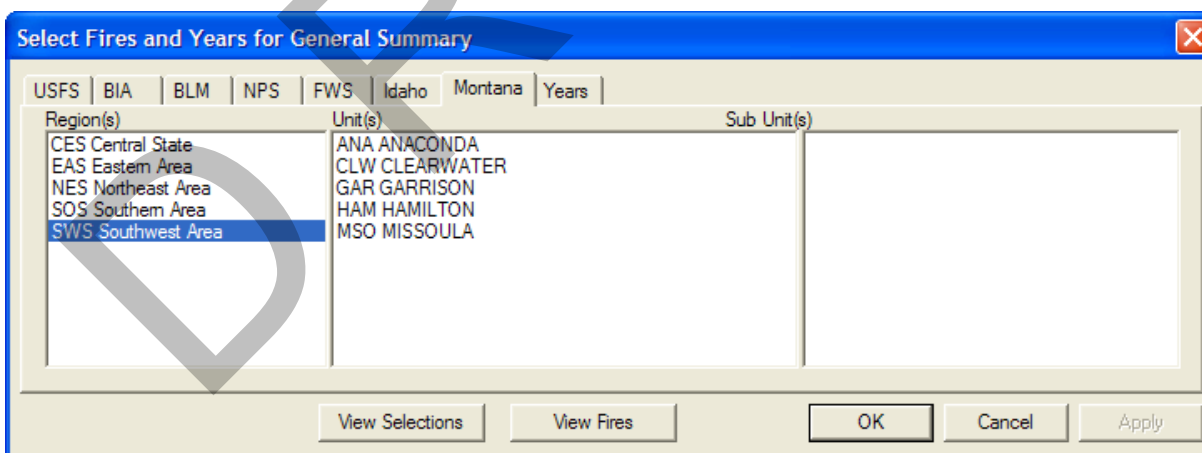 Select Fires and Years for General Summary
USFS BIA BLM NPS FWS Idaho Montana Years
Region(s) Unit(s) Sub Unit(s)
CES Central State
EAS Eastern Area
NES Northeast Area
SOS Southern Area
SWS Southwest Area
ANA ANACONDA
CLW CLEARWATER
GAR GARRISON
HAM HAMILTON
MSO MISSOULA
View Selections View Fires OK Cancel Apply